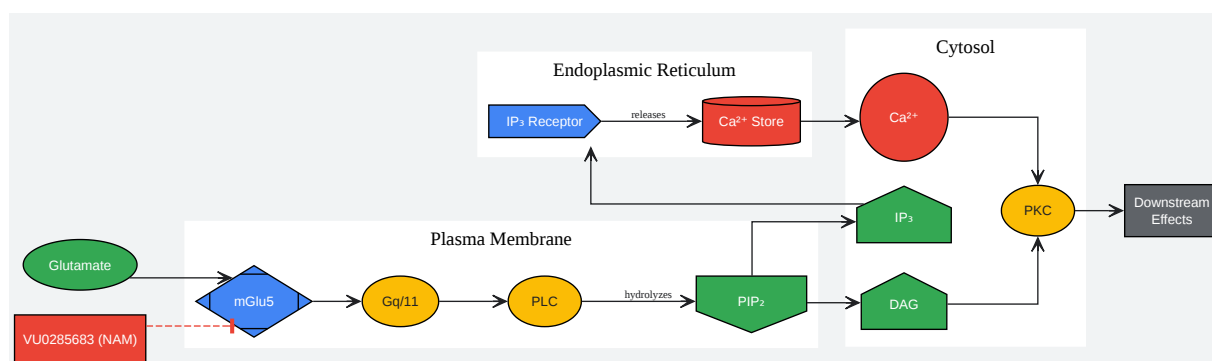 Cytosol
Endoplasmic Reticulum
IP₃ Receptor
releases
Ca²⁺ Store
Ca²⁺
IP₃
PKC
Downstream
Effects
Plasma Membrane
Glutamate
mGlu5
Gq/11
PLC
hydrolyzes
PIP₂
DAG
VU0285683 (NAM)